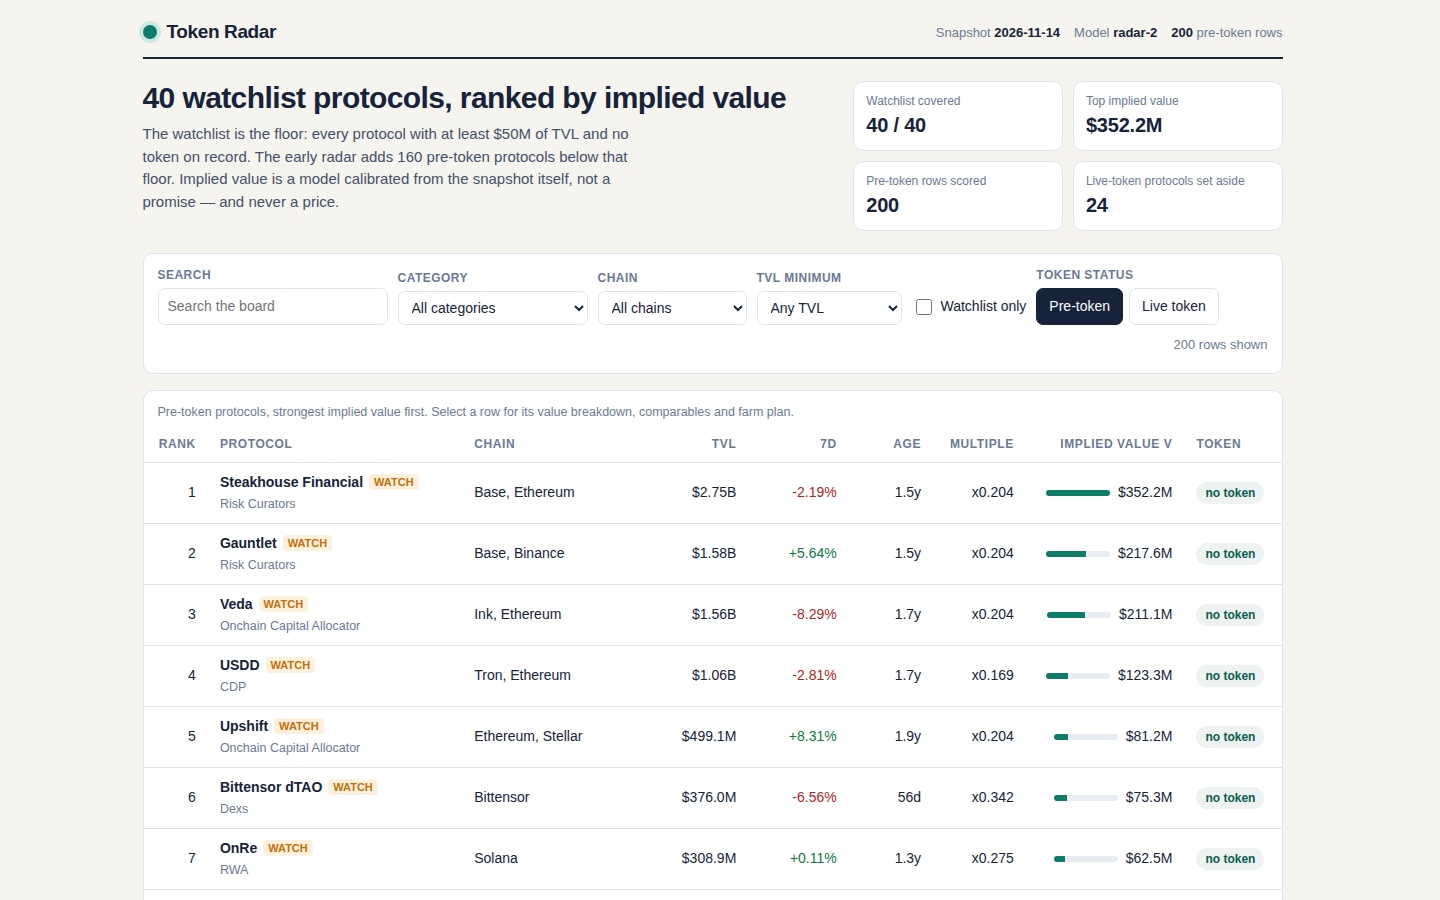 Token Radar
Snapshot 2026-11-14 Model radar-2 200 pre-token rows
40 watchlist protocols, ranked by implied value
The watchlist is the floor: every protocol with at least $50M of TVL and no
token on record. The early radar adds 160 pre-token protocols below that
floor. Implied value is a model calibrated from the snapshot itself, not a
promise — and never a price.
Watchlist covered
40 / 40
Top implied value
$352.2M
Pre-token rows scored
200
Live-token protocols set aside
24
SEARCH
Search the board
CATEGORY
All categories
CHAIN
All chains
TVL MINIMUM
Any TVL
Watchlist only
TOKEN STATUS
Pre-token Live token
200 rows shown
Pre-token protocols, strongest implied value first. Select a row for its value breakdown, comparables and farm plan.
RANK PROTOCOL CHAIN TVL 7D AGE MULTIPLE IMPLIED VALUE V TOKEN
1 Steakhouse Financial WATCH Base, Ethereum $2.75B -2.19% 1.5y x0.204 $352.2M no token
Risk Curators
2 Gauntlet WATCH Base, Binance $1.58B +5.64% 1.5y x0.204 $217.6M no token
Risk Curators
3 Veda WATCH Ink, Ethereum $1.56B -8.29% 1.7y x0.204 $211.1M no token
Onchain Capital Allocator
4 USDD WATCH Tron, Ethereum $1.06B -2.81% 1.7y x0.169 $123.3M no token
CDP
5 Upshift WATCH Ethereum, Stellar $499.1M +8.31% 1.9y x0.204 $81.2M no token
Onchain Capital Allocator
6 Bittensor dTAO WATCH Bittensor $376.0M -6.56% 56d x0.342 $75.3M no token
Dexs
7 OnRe WATCH Solana $308.9M +0.11% 1.3y x0.275 $62.5M no token
RWA